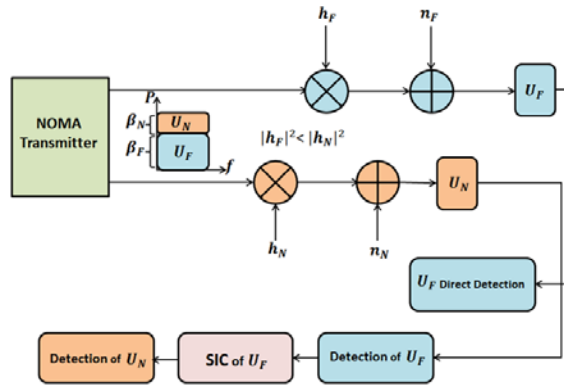 h_F
n_F
NOMA
Transmitter
P
β_N
U_N
β_F
U_F
f
|h_F|² < |h_N|²
U_F
U_N
h_N
n_N
U_F Direct Detection
Detection of U_N
SIC of U_F
Detection of U_F